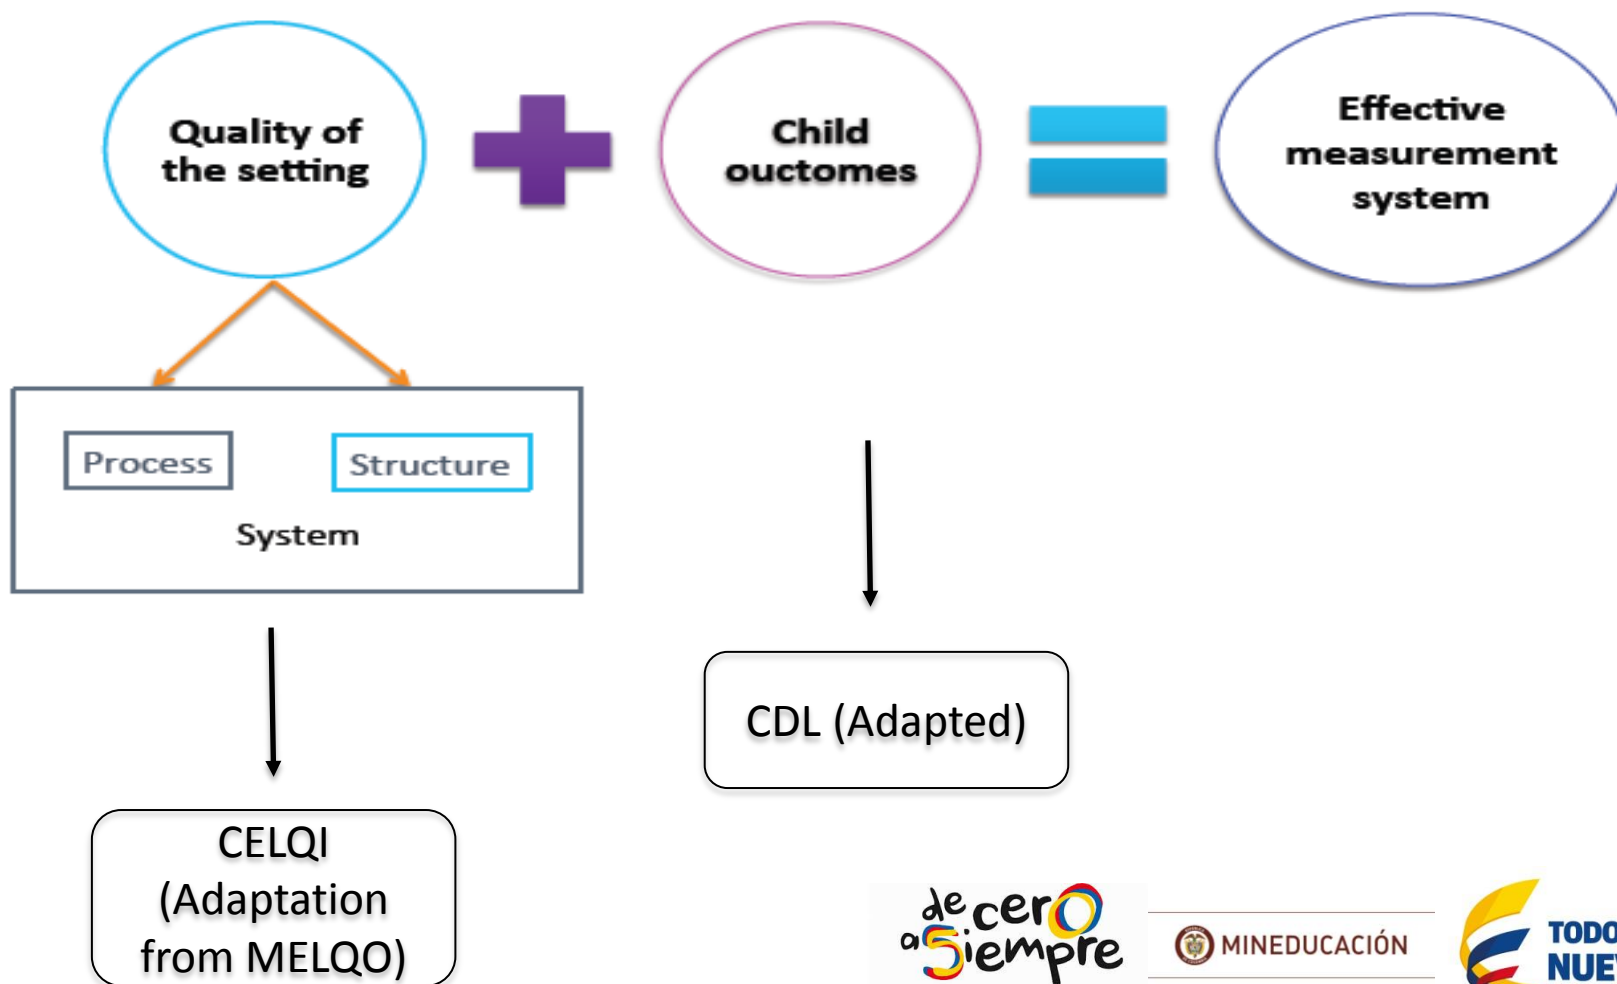 Quality of
the setting
Child
ouctomes
Effective
measurement
system
Process
Structure
System
CDL (Adapted)
CELQI
(Adaptation
from MELQO)
de cero
a Siempre
MINEDUCACIÓN
TODO
NUEV